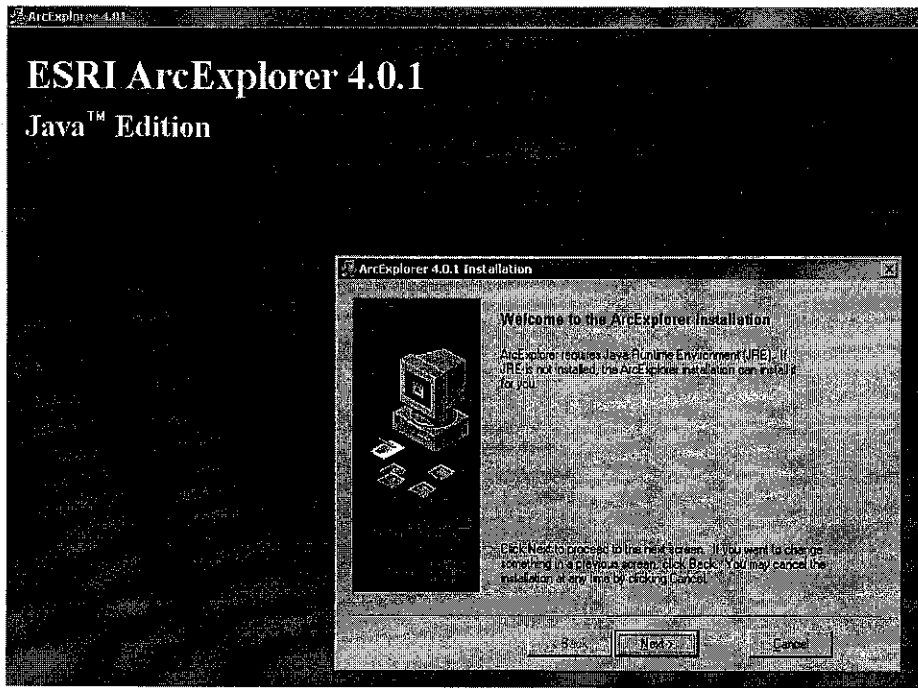 ArcExplorer 4.01
ESRI ArcExplorer 4.0.1
Java™ Edition
ArcExplorer 4.0.1 Installation
Welcome to the ArcExplorer Installation
ArcExplorer requires Java Runtime Environment (JRE). If
JRE is not installed, the ArcExplorer installation can install it
for you.
Click Next to proceed to the next screen. If you want to change
something in a previous screen, click Back. You may cancel the
installation at any time by clicking Cancel.
< Back
Next >
Cancel